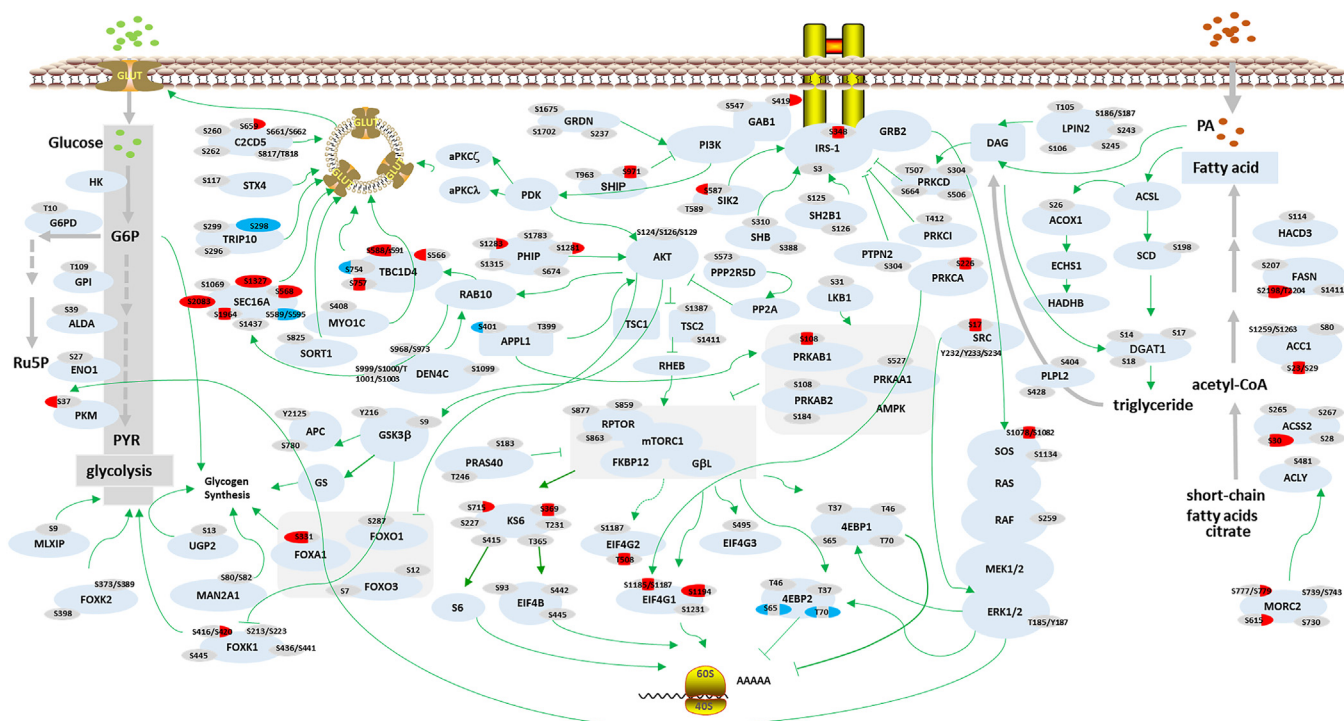 GLUT
Glucose
HK
T10
G6PD
G6P
T109
GPI
S39
ALDA
Ru5P
S27
ENO1
S37
PKM
PYR
glycolysis
S9
MLXIP
S373/S389
FOXK2
S398
S260
S659
S661/S662
C2CD5
S262
S817/T818
S117
STX4
S299
S298
TRIP10
S296
S1069
S1527
S568
S2083
SEC16A
S1964
S589/S595
S1437
S825
SORT1
S408
MYO1C
GLUT
GLUT
GLUT
S588/S591
S566
S754
TBC1D4
S757
aPKCζ
aPKCλ
PDK
S1675
GRDN
S1702
S237
T963
S971
SHIP
PI3K
S547
S419
GAB1
S348
IRS-1
S3
GRB2
S1283
S1783
S1281
PHIP
S1315
S674
RAB10
S401
T399
APPL1
S968/S973
S999/S1000/T
1001/S1003
DEN4C
S1099
S587
SIK2
T589
S310
SHB
S388
S125
SH2B1
S126
T507
S304
PRKCD
S664
S506
T412
PRKCI
PTPN2
S304
S226
PRKCA
S124/S126/S129
AKT
S573
PPP2R5D
PP2A
TSC1
S1387
TSC2
S1411
RHEB
S31
LKB1
S108
PRKAB1
S527
PRKAA1
S108
PRKAB2
S184
AMPK
S17
SRC
Y232/Y233/S234
T105
S186/S187
LPIN2
S243
S106
S245
DAG
PA
Fatty acid
ACSL
S26
ACOX1
ECHS1
HADHB
S198
SCD
S14
S17
DGAT1
S18
S404
PLPL2
S428
triglyceride
S114
HACD3
S207
FASN
S2198/T2204
S1411
S1259/S1263
S80
ACC1
S23/S29
acetyl-CoA
S265
S267
ACSS2
S30
S28
S481
ACLY
short-chain
fatty acids
citrate
S777/S779
S739/S743
MORC2
S615
S730
Y2125
APC
S780
Y216
S9
GSK3β
GS
Glycogen
Synthesis
S13
UGP2
S80/S82
MAN2A1
S416/S420
S213/S223
FOXK1
S445
S436/S441
S331
FOXA1
S287
FOXO1
S12
FOXO3
S7
S183
PRAS40
T246
S877
S859
RPTOR
S863
mTORC1
FKBP12
GβL
S715
S369
KS6
S227
T231
S415
T365
S6
S93
S442
EIF4B
S445
S1187
EIF4G2
T508
S495
EIF4G3
S1185/S1187
S1194
EIF4G1
S1231
T37
T46
4EBP1
S65
T70
T46
T37
4EBP2
S65
T70
S1078/S1082
SOS
S1134
RAS
RAF
S259
MEK1/2
ERK1/2
T185/Y187
60S
AAAAA
40S